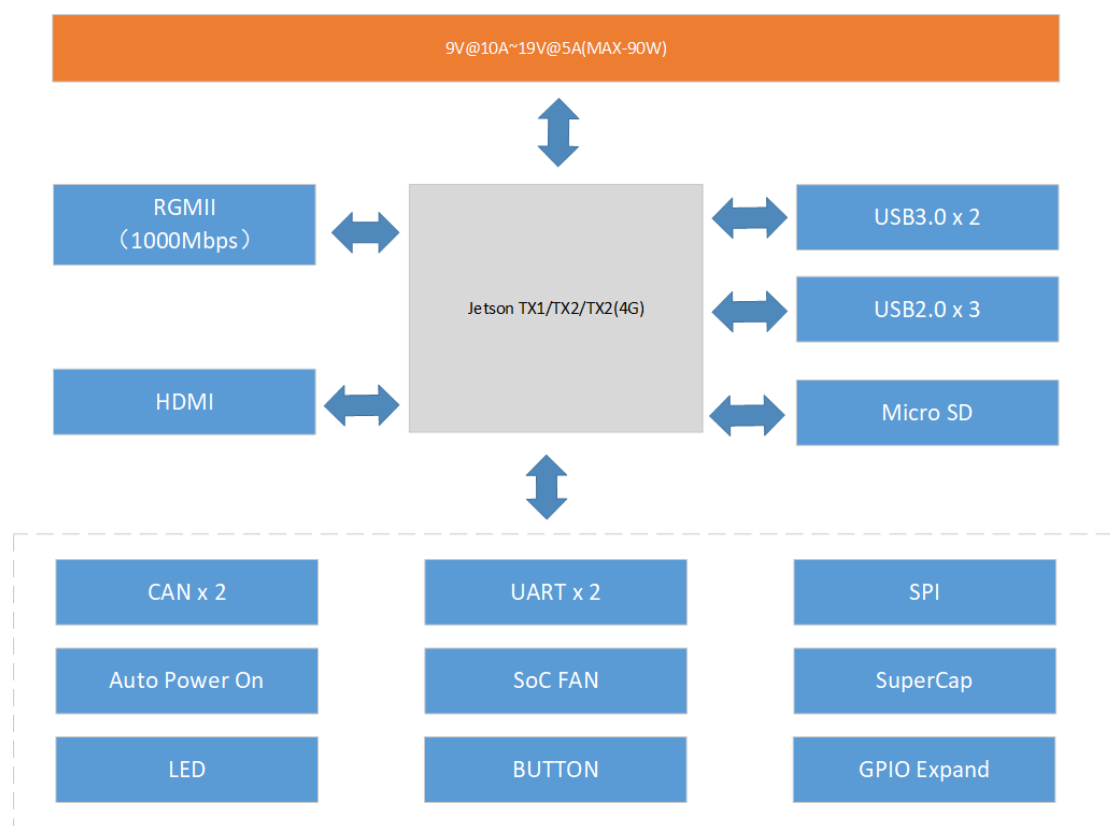 9V@10A~19V@5A(MAX-90W)
RGMII
（1000Mbps）
USB3.0 x 2
Jetson TX1/TX2/TX2(4G)
USB2.0 x 3
HDMI
Micro SD
CAN x 2
UART x 2
SPI
Auto Power On
SoC FAN
SuperCap
LED
BUTTON
GPIO Expand